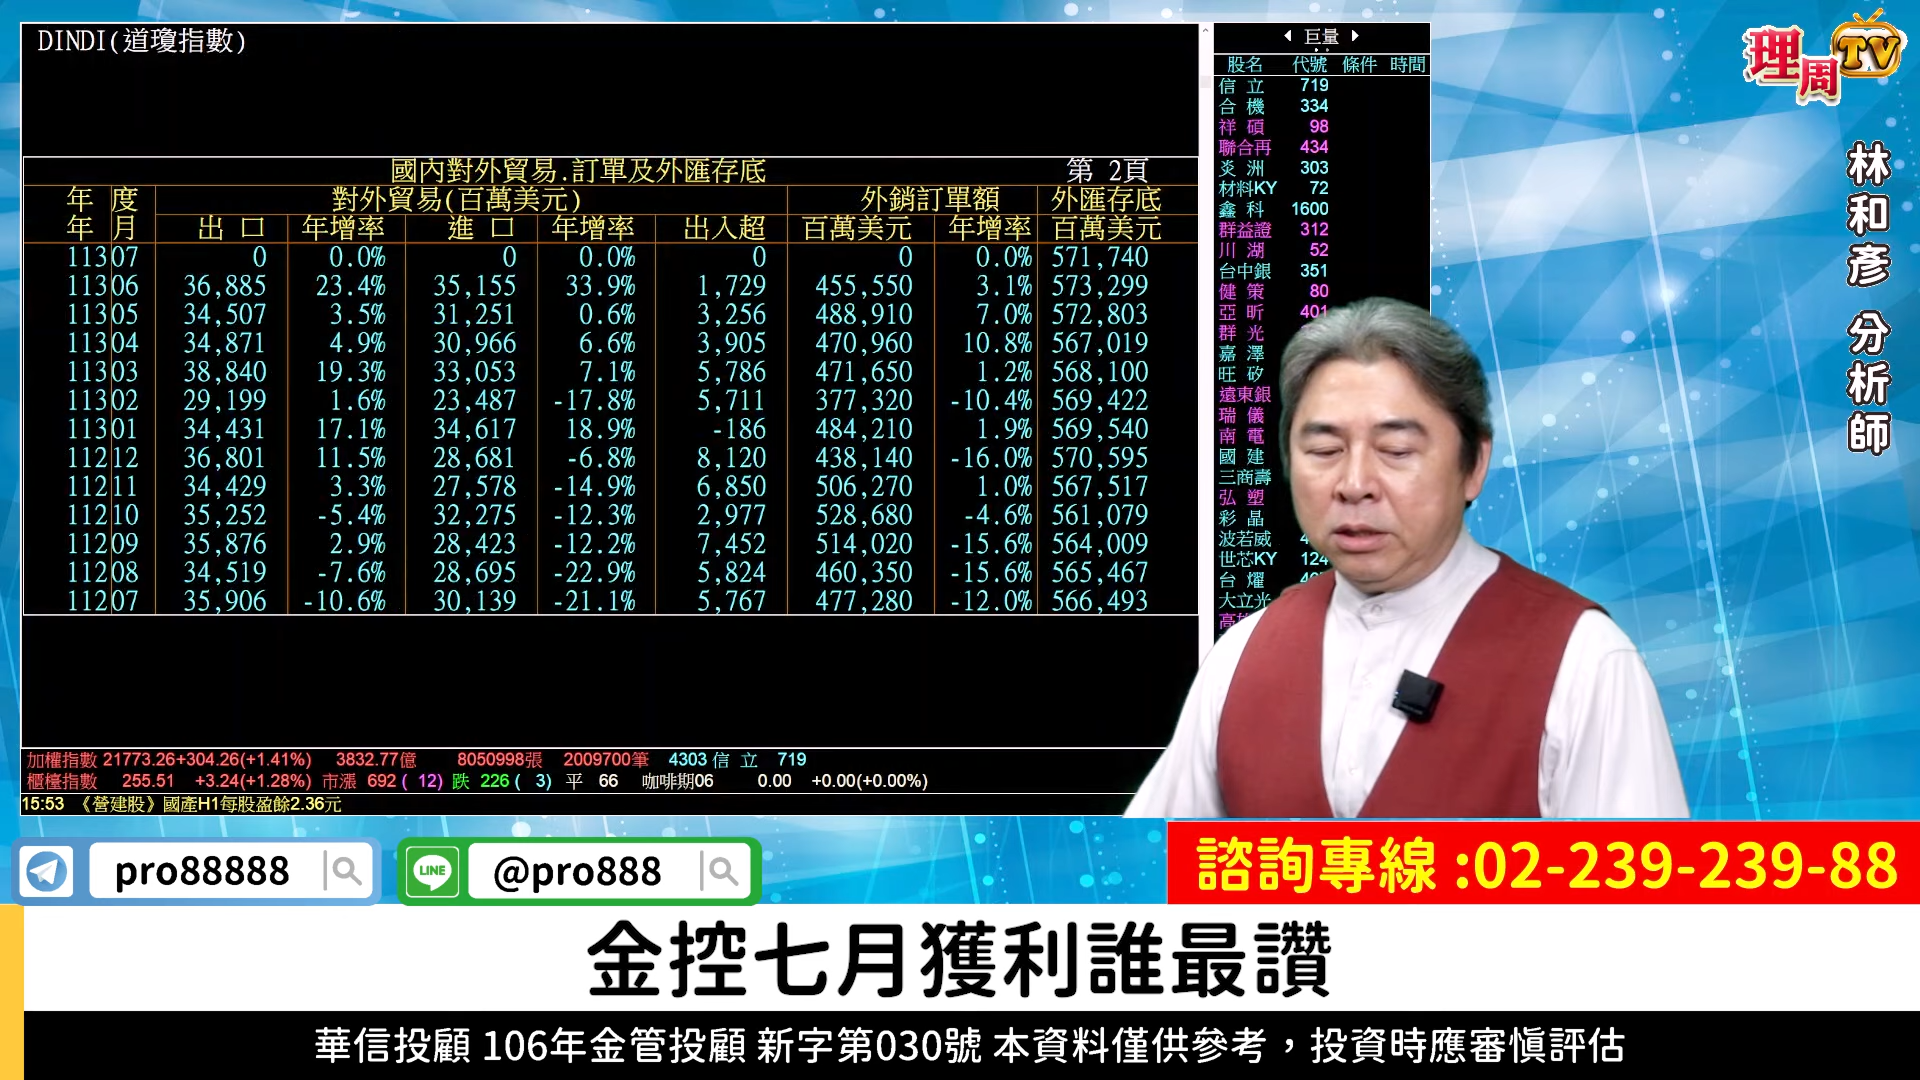 DINDI(道瓊指數)
國內對外貿易.訂單及外匯存底 第 2頁
年 度 對外貿易(百萬美元) 外銷訂單額 外匯存底
年 月 出 口 年增率 進 口 年增率 出入超 百萬美元 年增率 百萬美元
113 07 0 0.0% 0 0.0% 0 0 0.0% 571,740
113 06 36,885 23.4% 35,155 33.9% 1,729 455,550 3.1% 573,299
113 05 34,507 3.5% 31,251 0.6% 3,256 488,910 7.0% 572,803
113 04 34,871 4.9% 30,966 6.6% 3,905 470,960 10.8% 567,019
113 03 38,840 19.3% 33,053 7.1% 5,786 471,650 1.2% 568,100
113 02 29,199 1.6% 23,487 -17.8% 5,711 377,320 -10.4% 569,422
113 01 34,431 17.1% 34,617 18.9% -186 484,210 1.9% 569,540
112 12 36,801 11.5% 28,681 -6.8% 8,120 438,140 -16.0% 570,595
112 11 34,429 3.3% 27,578 -14.9% 6,850 506,270 1.0% 567,517
112 10 35,252 -5.4% 32,275 -12.3% 2,977 528,680 -4.6% 561,079
112 09 35,876 2.9% 28,423 -12.2% 7,452 514,020 -15.6% 564,009
112 08 34,519 -7.6% 28,695 -22.9% 5,824 460,350 -15.6% 565,467
112 07 35,906 -10.6% 30,139 -21.1% 5,767 477,280 -12.0% 566,493
巨量
股名 代號 條件 時間
信 立 719
合 機 334
祥 碩 98
聯合再 434
炎 洲 303
材料KY 72
鑫 科 1600
群益證 312
川 湖 52
台中銀 351
健 策 80
亞 昕 401
群 光
嘉 澤
旺 矽
遠東銀
瑞 儀
南 電
國 建
三商壽
弘 塑
彩 晶
波若威
世芯KY 124
台 燿
大立光
加權指數 21773.26+304.26(+1.41%) 3832.77億 8050998張 2009700筆 4303 信 立 719
櫃檯指數 255.51 +3.24(+1.28%) 市漲 692 ( 12) 跌 226 ( 3) 平 66 咖啡期06 0.00 +0.00(+0.00%)
15:53 《營建股》國產H1每股盈餘2.36元
理周TV
林和彥 分析師
pro88888
LINE
@pro888
諮詢專線 :02-239-239-88
金控七月獲利誰最讚
華信投顧 106年金管投顧 新字第030號 本資料僅供參考，投資時應審慎評估